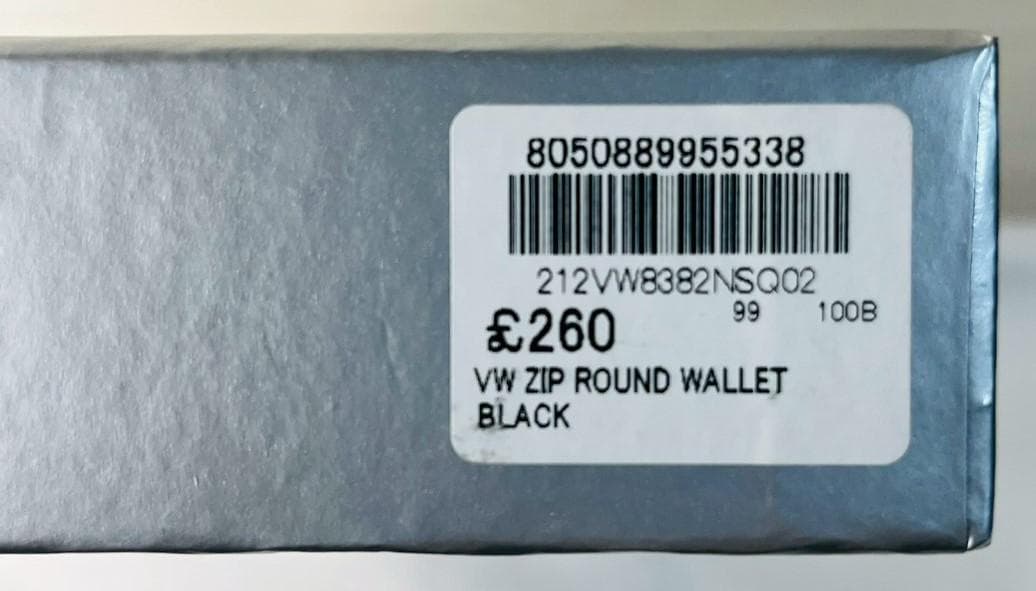 8050889955338
212VW8382NSQ02
99 100B
£260
VW ZIP ROUND WALLET
BLACK